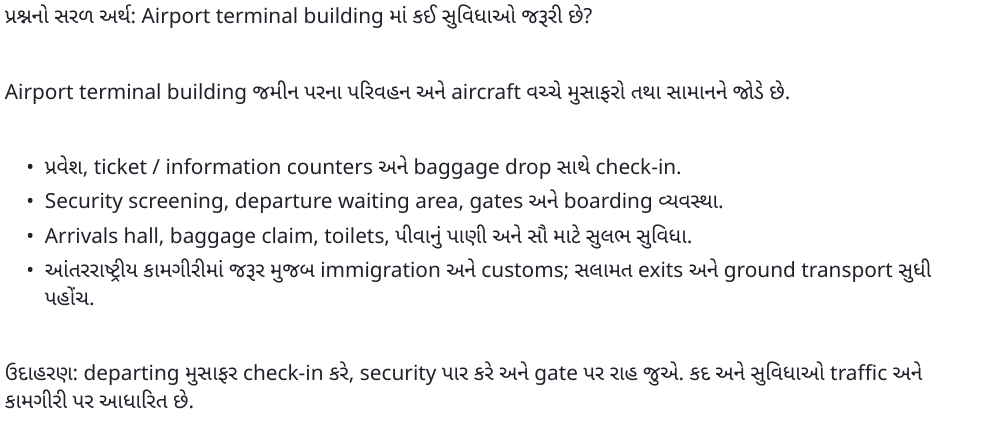 પ્રશ્નનો સરળ અર્થ: Airport terminal building માં કઈ સુવિધાઓ જરૂરી છે?
Airport terminal building જમીન પરના પરિવહન અને aircraft વચ્ચે મુસાફરો તથા સામાનને જોડે છે.
• પ્રવેશ, ticket / information counters અને baggage drop સાથે check-in.
• Security screening, departure waiting area, gates અને boarding વ્યવસ્થા.
• Arrivals hall, baggage claim, toilets, પીવાનું પાણી અને સૌ માટે સુલભ સુવિધા.
• આંતરરાષ્ટ્રીય કામગીરીમાં જરૂર મુજબ immigration અને customs; સલામત exits અને ground transport સુધી
પહોંચ.
ઉદાહરણ: departing મુસાફર check-in કરે, security પાર કરે અને gate પર રાહ જુએ. કદ અને સુવિધાઓ traffic અને
કામગીરી પર આધારિત છે.